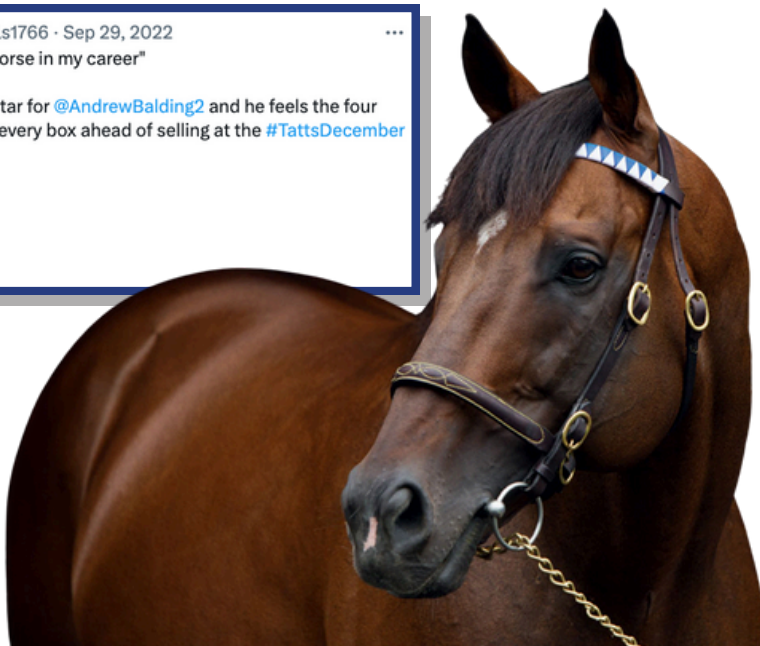 s1766 · Sep 29, 2022
orse in my career"
tar for @AndrewBalding2 and he feels the four
every box ahead of selling at the #TattsDecember